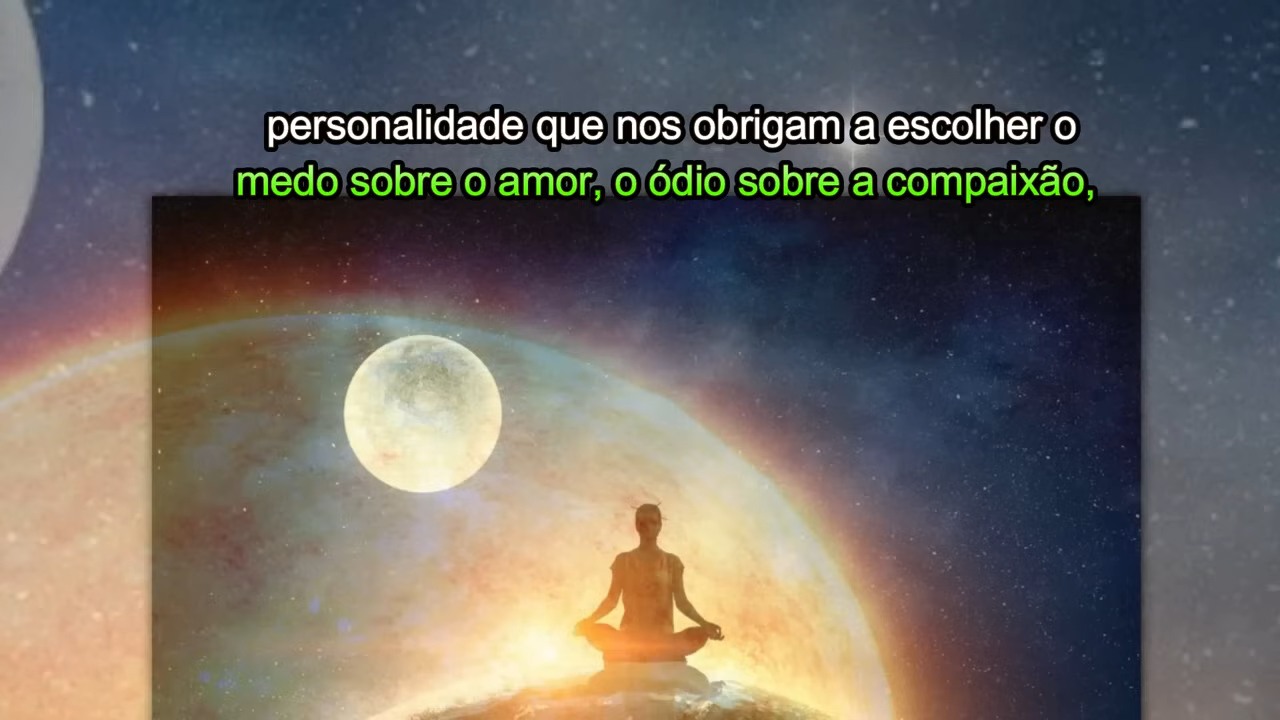 personalidade que nos obrigam a escolher o
medo sobre o amor, o ódio sobre a compaixão,